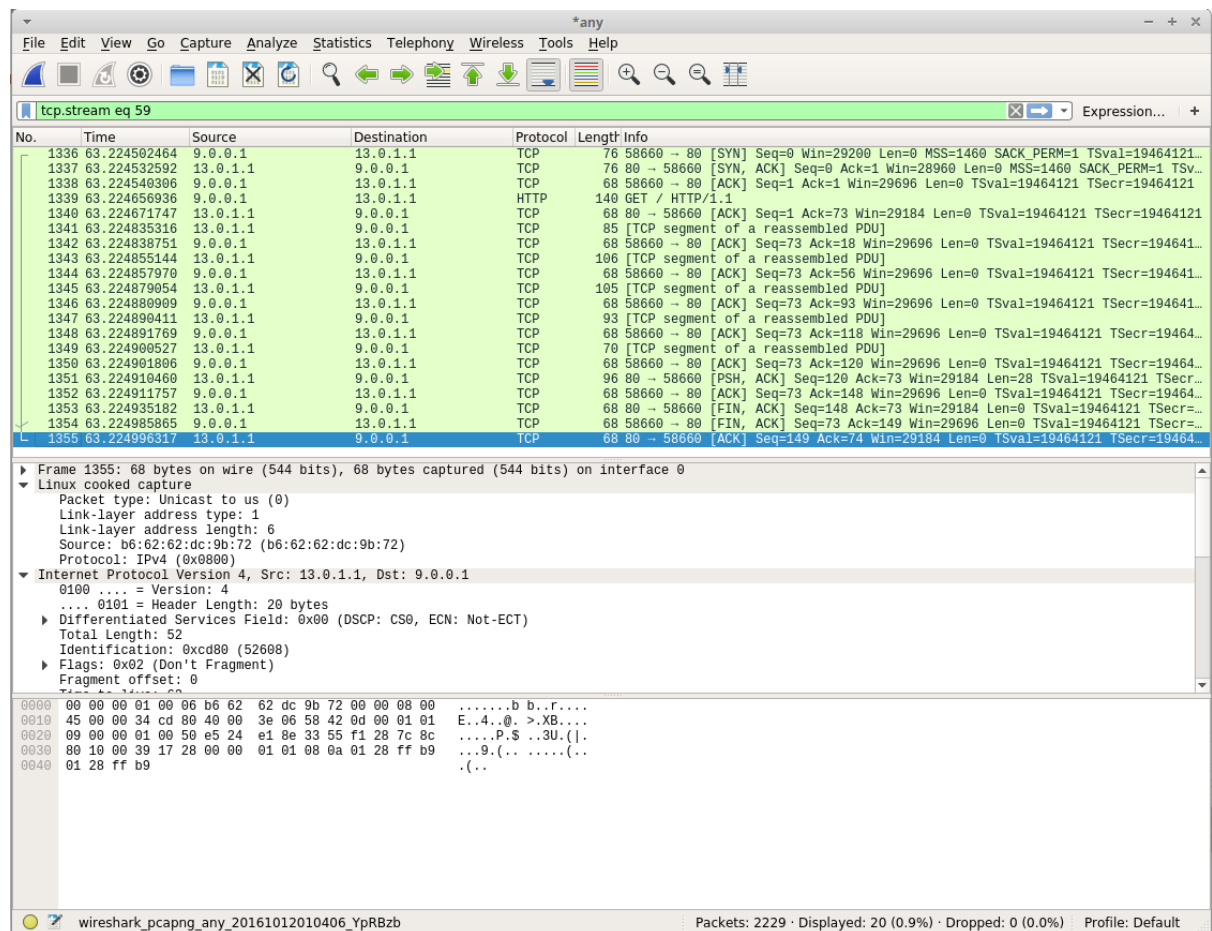 *any
File Edit View Go Capture Analyze Statistics Telephony Wireless Tools Help
tcp.stream eq 59 Expression... +
No. Time Source Destination Protocol Length Info
1336 63.224502464 9.0.0.1 13.0.1.1 TCP 76 58660 → 80 [SYN] Seq=0 Win=29200 Len=0 MSS=1460 SACK_PERM=1 TSval=19464121…
1337 63.224532592 13.0.1.1 9.0.0.1 TCP 76 80 → 58660 [SYN, ACK] Seq=0 Ack=1 Win=28960 Len=0 MSS=1460 SACK_PERM=1 TSv…
1338 63.224540306 9.0.0.1 13.0.1.1 TCP 68 58660 → 80 [ACK] Seq=1 Ack=1 Win=29696 Len=0 TSval=19464121 TSecr=19464121
1339 63.224656936 9.0.0.1 13.0.1.1 HTTP 140 GET / HTTP/1.1
1340 63.224671747 13.0.1.1 9.0.0.1 TCP 68 80 → 58660 [ACK] Seq=1 Ack=73 Win=29184 Len=0 TSval=19464121 TSecr=19464121
1341 63.224835316 13.0.1.1 9.0.0.1 TCP 85 [TCP segment of a reassembled PDU]
1342 63.224838751 9.0.0.1 13.0.1.1 TCP 68 58660 → 80 [ACK] Seq=73 Ack=18 Win=29696 Len=0 TSval=19464121 TSecr=194641…
1343 63.224855144 13.0.1.1 9.0.0.1 TCP 106 [TCP segment of a reassembled PDU]
1344 63.224857970 9.0.0.1 13.0.1.1 TCP 68 58660 → 80 [ACK] Seq=73 Ack=56 Win=29696 Len=0 TSval=19464121 TSecr=194641…
1345 63.224879054 13.0.1.1 9.0.0.1 TCP 105 [TCP segment of a reassembled PDU]
1346 63.224880909 9.0.0.1 13.0.1.1 TCP 68 58660 → 80 [ACK] Seq=73 Ack=93 Win=29696 Len=0 TSval=19464121 TSecr=194641…
1347 63.224890411 13.0.1.1 9.0.0.1 TCP 93 [TCP segment of a reassembled PDU]
1348 63.224891769 9.0.0.1 13.0.1.1 TCP 68 58660 → 80 [ACK] Seq=73 Ack=118 Win=29696 Len=0 TSval=19464121 TSecr=19464…
1349 63.224900527 13.0.1.1 9.0.0.1 TCP 70 [TCP segment of a reassembled PDU]
1350 63.224901806 9.0.0.1 13.0.1.1 TCP 68 58660 → 80 [ACK] Seq=73 Ack=120 Win=29696 Len=0 TSval=19464121 TSecr=19464…
1351 63.224910460 13.0.1.1 9.0.0.1 TCP 96 80 → 58660 [PSH, ACK] Seq=120 Ack=73 Win=29184 Len=28 TSval=19464121 TSecr…
1352 63.224911757 9.0.0.1 13.0.1.1 TCP 68 58660 → 80 [ACK] Seq=73 Ack=148 Win=29696 Len=0 TSval=19464121 TSecr=19464…
1353 63.224935182 13.0.1.1 9.0.0.1 TCP 68 80 → 58660 [FIN, ACK] Seq=148 Ack=73 Win=29184 Len=0 TSval=19464121 TSecr=…
1354 63.224985865 9.0.0.1 13.0.1.1 TCP 68 58660 → 80 [FIN, ACK] Seq=73 Ack=149 Win=29696 Len=0 TSval=19464121 TSecr=…
1355 63.224996317 13.0.1.1 9.0.0.1 TCP 68 80 → 58660 [ACK] Seq=149 Ack=74 Win=29184 Len=0 TSval=19464121 TSecr=19464…
Frame 1355: 68 bytes on wire (544 bits), 68 bytes captured (544 bits) on interface 0
Linux cooked capture
Packet type: Unicast to us (0)
Link-layer address type: 1
Link-layer address length: 6
Source: b6:62:62:dc:9b:72 (b6:62:62:dc:9b:72)
Protocol: IPv4 (0x0800)
Internet Protocol Version 4, Src: 13.0.1.1, Dst: 9.0.0.1
0100 .... = Version: 4
.... 0101 = Header Length: 20 bytes
Differentiated Services Field: 0x00 (DSCP: CS0, ECN: Not-ECT)
Total Length: 52
Identification: 0xcd80 (52608)
Flags: 0x02 (Don't Fragment)
Fragment offset: 0
0000 00 00 00 01 00 06 b6 62 62 dc 9b 72 00 00 08 00 .......b b..r....
0010 45 00 00 34 cd 80 40 00 3e 06 58 42 0d 00 01 01 E..4..@. >.XB....
0020 09 00 00 01 00 50 e5 24 e1 8e 33 55 f1 28 7c 8c .....P.$ ..3U.(|.
0030 80 10 00 39 17 28 00 00 01 01 08 0a 01 28 ff b9 ...9.(.. .....(..
0040 01 28 ff b9 .(..
wireshark_pcapng_any_20161012010406_YpRBzb Packets: 2229 · Displayed: 20 (0.9%) · Dropped: 0 (0.0%) Profile: Default